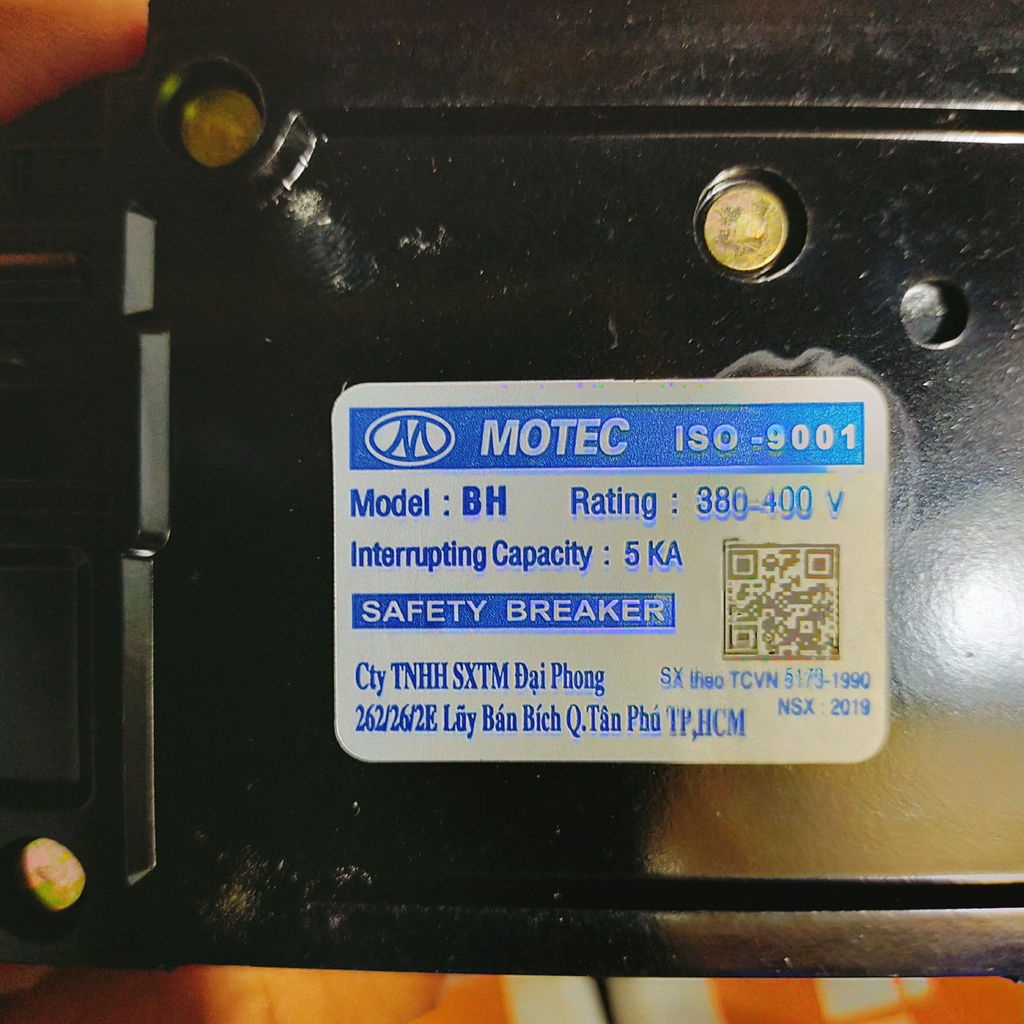 MOTEC ISO -9001
Model : BH Rating : 380-400 V
Interrupting Capacity : 5 KA
SAFETY BREAKER
Cty TNHH SXTM Đại Phong
SX theo TCVN 5173-1990
262/26/2E Lũy Bán Bích Q.Tân Phú TP,HCM
NSX : 2019